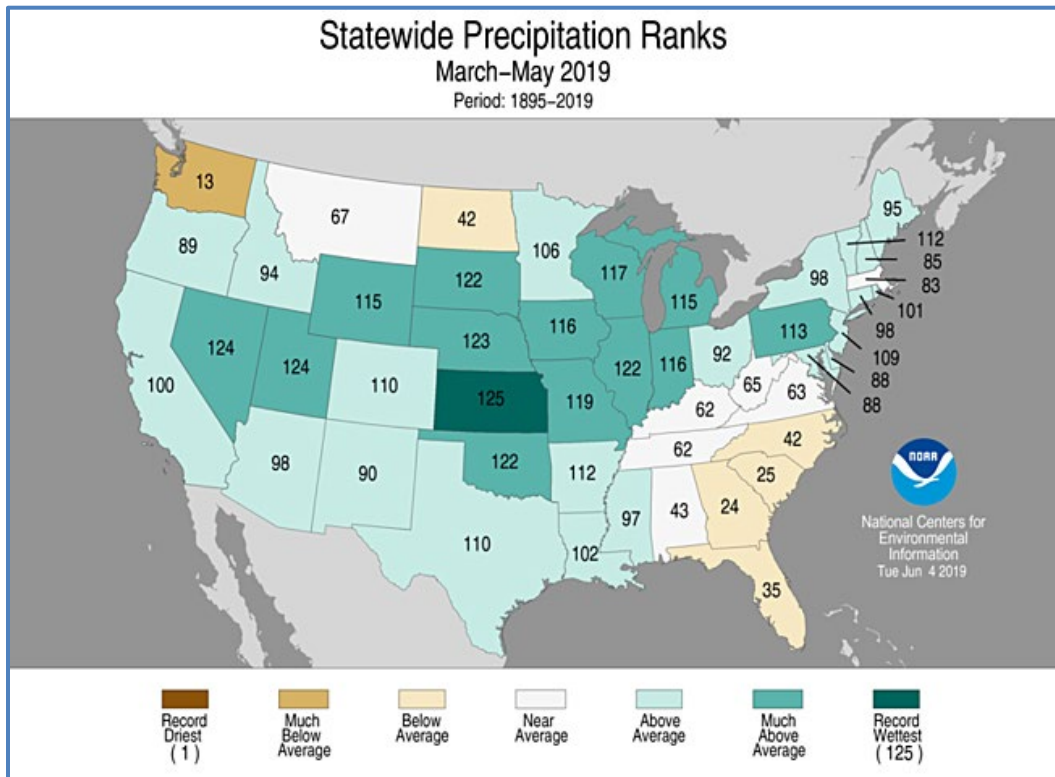 Statewide Precipitation Ranks
March–May 2019
Period: 1895–2019
13
67
42
106
95
112
89
94
122
117
98
85
115
115
83
101
116
113
98
123
124
124
122
116
92
109
110
65
88
100
125
119
63
88
62
62
42
98
90
122
112
25
97
43
24
110
102
35
NOAA
National Centers for
Environmental
Information
Tue Jun 4 2019
Record
Driest
(1)
Much
Below
Average
Below
Average
Near
Average
Above
Average
Much
Above
Average
Record
Wettest
(125)